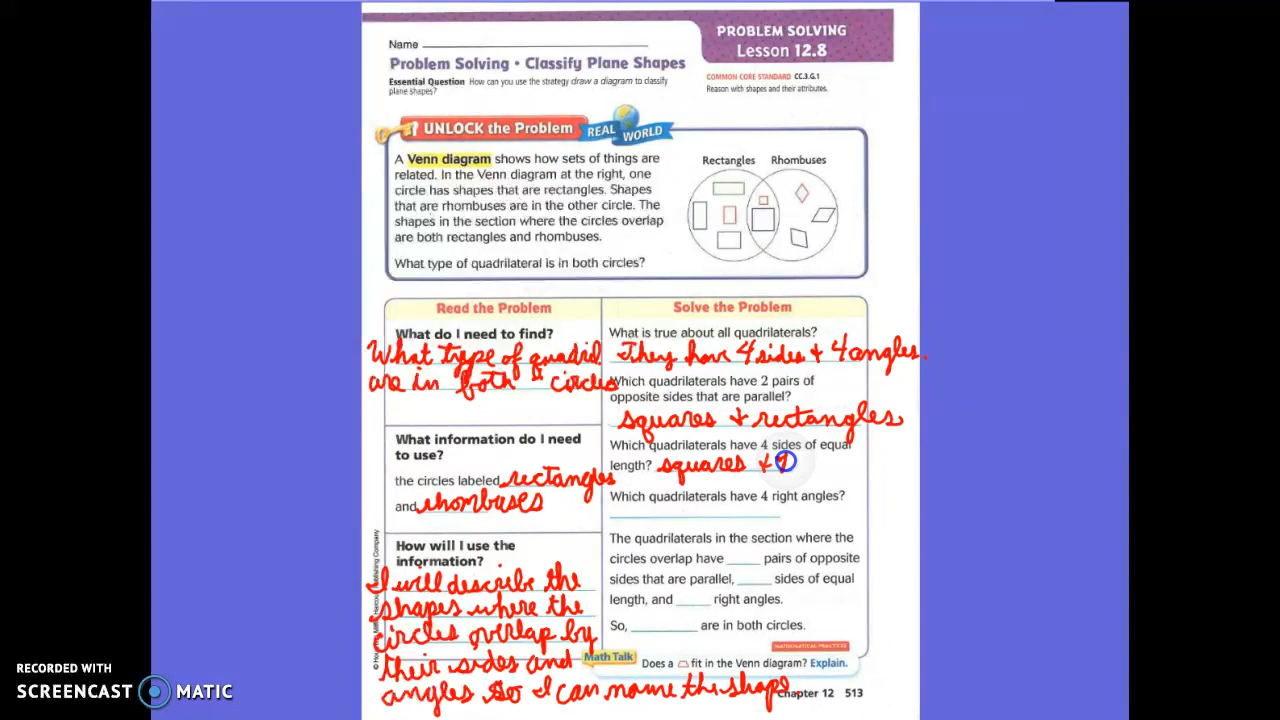 PROBLEM SOLVING
Lesson 12.8
Name
Problem Solving • Classify Plane Shapes
Essential Question How can you use the strategy draw a diagram to classify
plane shapes?
COMMON CORE STANDARD CC.3.G.1
Reason with shapes and their attributes.
UNLOCK the Problem REAL WORLD
A Venn diagram shows how sets of things are
related. In the Venn diagram at the right, one
circle has shapes that are rectangles. Shapes
that are rhombuses are in the other circle. The
shapes in the section where the circles overlap
are both rectangles and rhombuses.
What type of quadrilateral is in both circles?
Rectangles Rhombuses
Read the Problem
What do I need to find?
What type of quadril
are in both circles
What information do I need
to use?
the circles labeled rectangles
and rhombuses
How will I use the
information?
I will describe the
shapes where the
circles overlap by
their sides and
angles so I can name the shape
Solve the Problem
What is true about all quadrilaterals?
They have 4 sides + 4 angles.
Which quadrilaterals have 2 pairs of
opposite sides that are parallel?
squares + rectangles
Which quadrilaterals have 4 sides of equal
length? squares +
Which quadrilaterals have 4 right angles?
The quadrilaterals in the section where the
circles overlap have ____ pairs of opposite
sides that are parallel, ____ sides of equal
length, and ____ right angles.
So, ____ are in both circles.
MATHEMATICAL PRACTICES
Math Talk Does a fit in the Venn diagram? Explain.
Chapter 12 513
RECORDED WITH
SCREENCAST MATIC